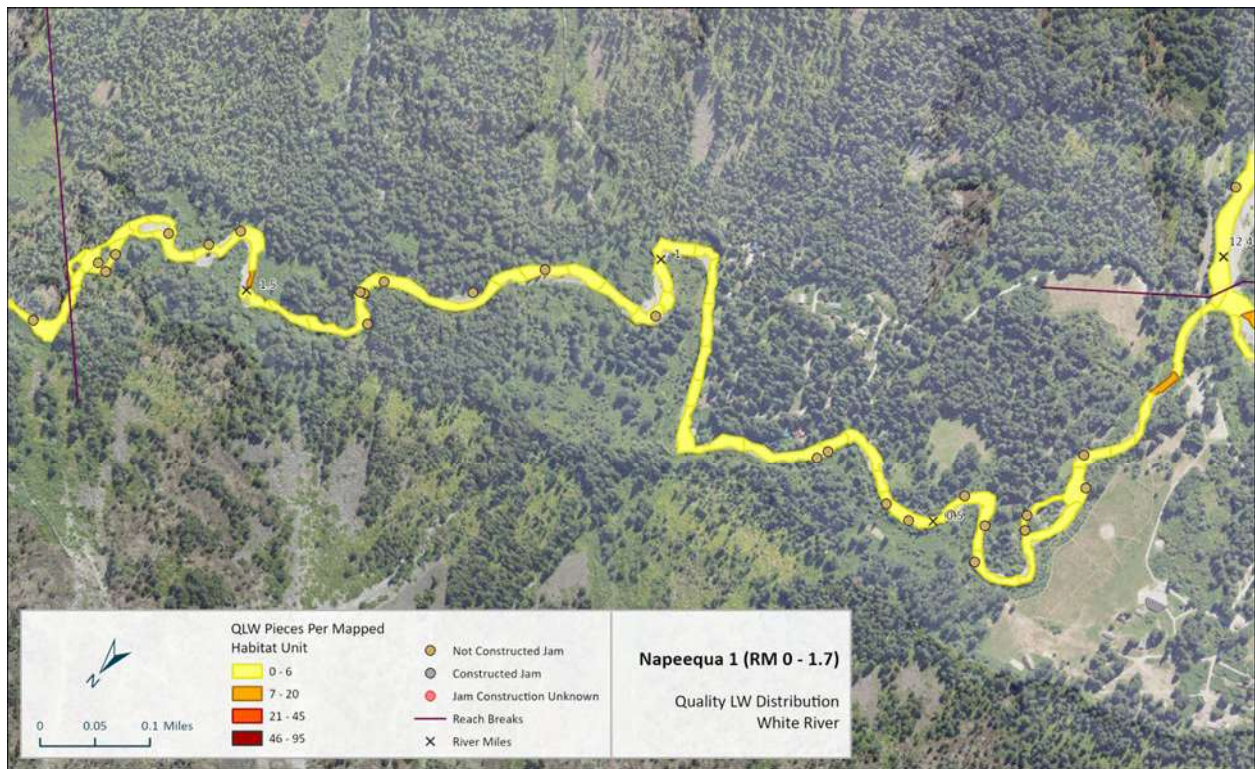 12
1
1.5
0.5
QLW Pieces Per Mapped
Habitat Unit
0 - 6
7 - 20
21 - 45
46 - 95
Not Constructed Jam
Constructed Jam
Jam Construction Unknown
Reach Breaks
River Miles
N
0 0.05 0.1 Miles
Napeequa 1 (RM 0 - 1.7)
Quality LW Distribution
White River